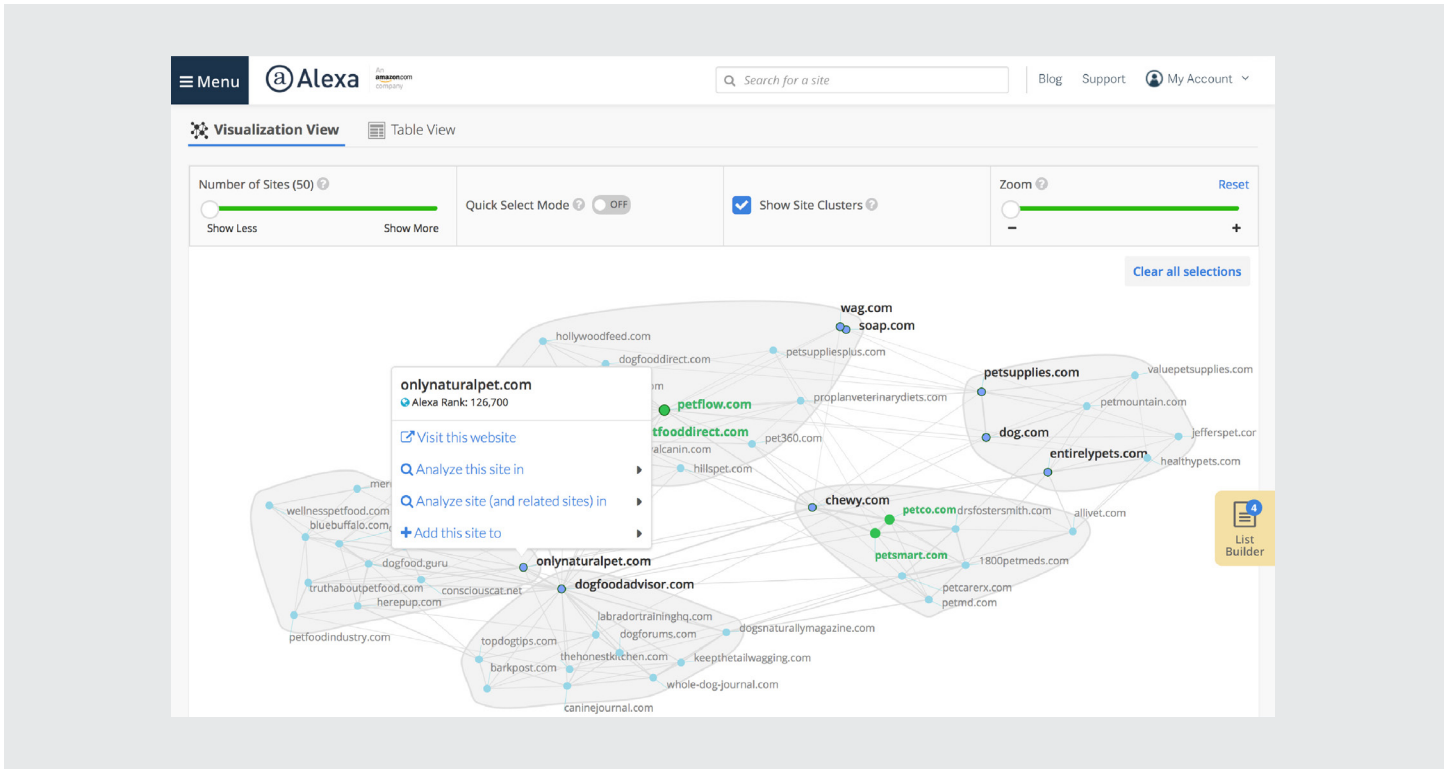 Menu
a Alexa
An
amazon.com
company
Search for a site
Blog
Support
My Account
Visualization View
Table View
Number of Sites (50) ?
Show Less
Show More
Quick Select Mode ? OFF
Show Site Clusters ?
Zoom ?
Reset
Clear all selections
wag.com
soap.com
hollywoodfeed.com
dogfooddirect.com
petsuppliesplus.com
petsupplies.com
valuepetsupplies.com
onlynaturalpet.com
Alexa Rank: 126,700
Visit this website
Analyze this site in
Analyze site (and related sites) in
Add this site to
om
petflow.com
proplanveterinarydiets.com
petmountain.com
tfooddirect.com
pet360.com
dog.com
jefferspet.cor
alcanin.com
hillspet.com
entirelypets.com
healthypets.com
mer
wellnesspetfood.com
bluebuffalo.com
chewy.com
petco.com
drsfostersmith.com
allivet.com
petsmart.com
1800petmeds.com
4
List
Builder
dogfood.guru
onlynaturalpet.com
truthaboutpetfood.com
consciouscat.net
dogfoodadvisor.com
petcarerx.com
herepup.com
petmd.com
labradortraininghq.com
petfoodindustry.com
topdogtips.com
dogforums.com
dogsnaturallymagazine.com
thehonestkitchen.com
keepthetailwagging.com
barkpost.com
whole-dog-journal.com
caninejournal.com